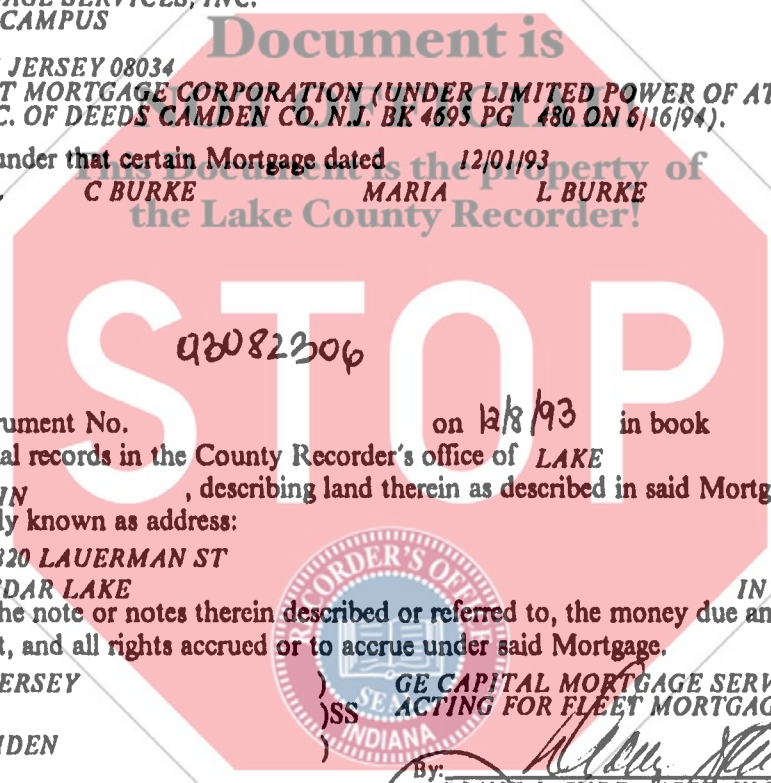 AGE SERVICES, INC.
CAMPUS
Document is
JERSEY 08034
NOT OFFICIAL
T MORTGAGE CORPORATION (UNDER LIMITED POWER OF AT
C. OF DEEDS CAMDEN CO. N.J. BK 4695 PG 480 ON 6/16/94).
under that certain Mortgage dated 12/01/93
This Document is the property of
C BURKE MARIA L BURKE
the Lake County Recorder!
STOP
93082306
rument No. on 12/8/93 in book
al records in the County Recorder's office of LAKE
IN , describing land therein as described in said Mortg
ly known as address:
320 LAUERMAN ST
DAR LAKE IN
he note or notes therein described or referred to, the money due an
t, and all rights accrued or to accrue under said Mortgage.
ERSEY ) GE CAPITAL MORTGAGE SERV
)SS ACTING FOR FLEET MORTGAG
MDEN )
By:
RECORDER'S OFFICE
SEAL
INDIANA